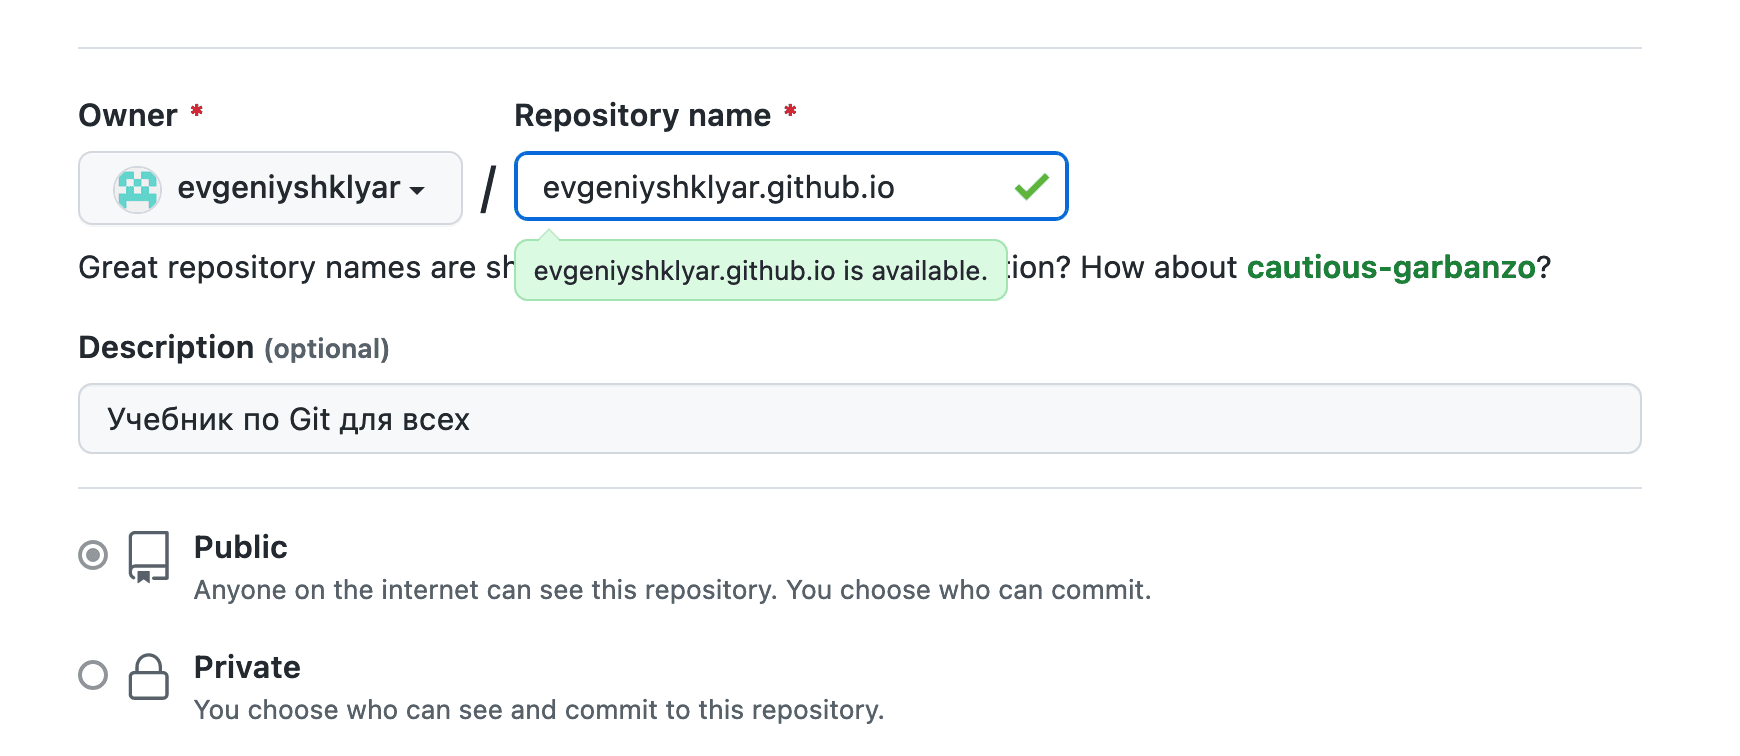 Owner *
Repository name *
evgeniyshklyar
/
evgeniyshklyar.github.io
Great repository names are sh
evgeniyshklyar.github.io is available.
ion? How about cautious-garbanzo?
Description (optional)
Учебник по Git для всех
Public
Anyone on the internet can see this repository. You choose who can commit.
Private
You choose who can see and commit to this repository.